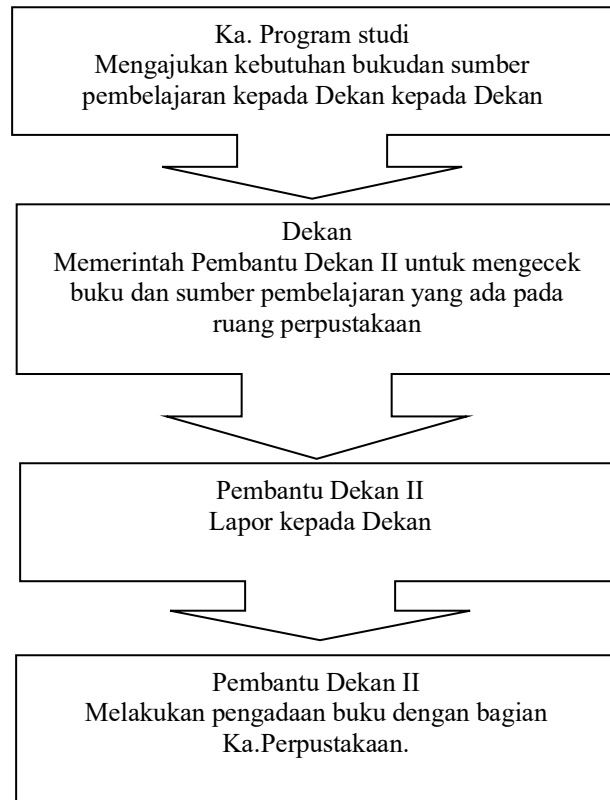 Ka. Program studi
Mengajukan kebutuhan bukudan sumber
pembelajaran kepada Dekan kepada Dekan
Dekan
Memerintah Pembantu Dekan II untuk mengecek
buku dan sumber pembelajaran yang ada pada
ruang perpustakaan
Pembantu Dekan II
Lapor kepada Dekan
Pembantu Dekan II
Melakukan pengadaan buku dengan bagian
Ka.Perpustakaan.